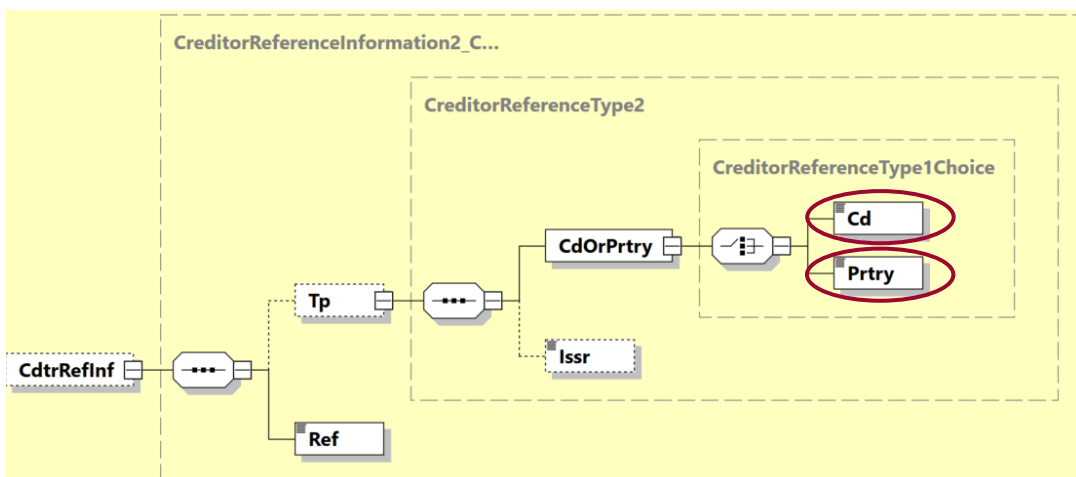 CreditorReferenceInformation2_C...
CreditorReferenceType2
CreditorReferenceType1Choice
Cd
CdOrPrtry
Prtry
Tp
Issr
CdtrRefInf
Ref